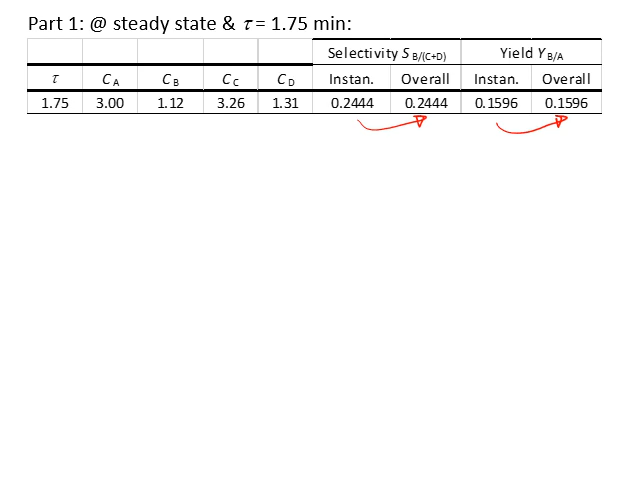 Part 1: @ steady state & τ = 1.75 min:
Selectivity S B/(C+D) Yield Y B/A
τ C A C B C C C D Instan. Overall Instan. Overall
1.75 3.00 1.12 3.26 1.31 0.2444 0.2444 0.1596 0.1596